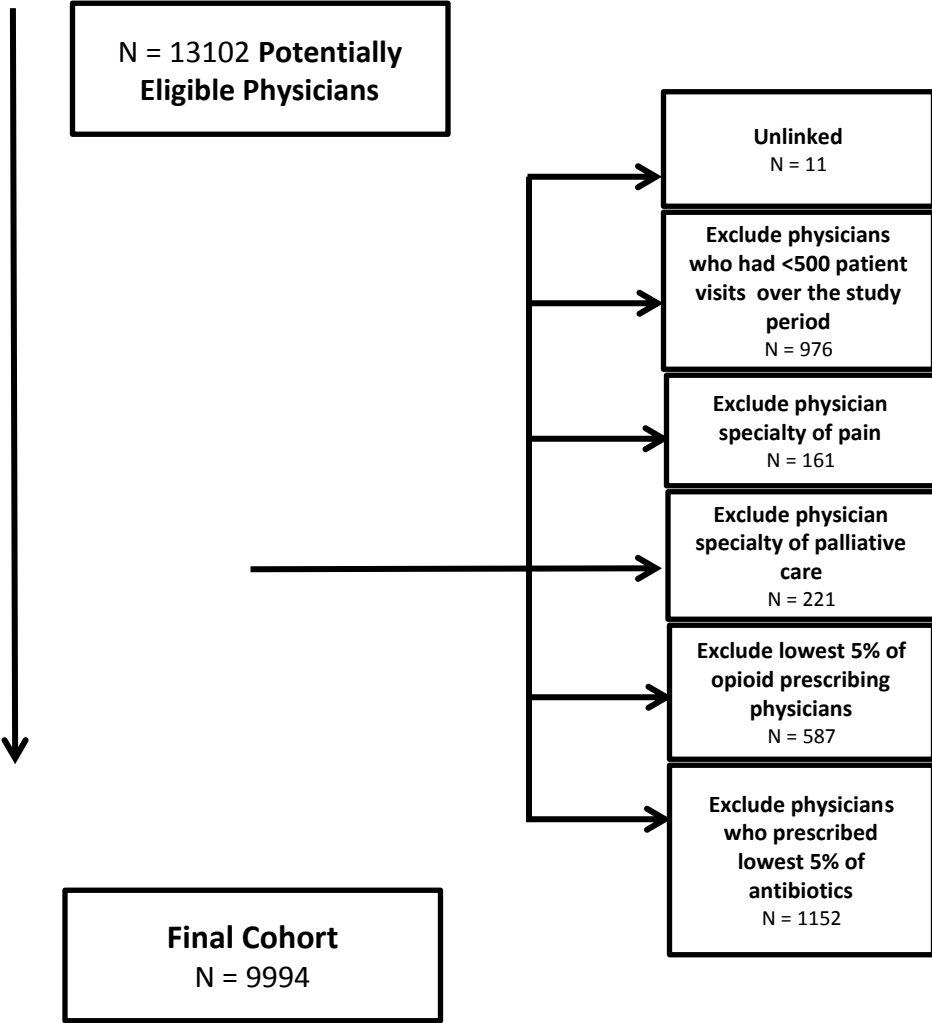 N = 13102 Potentially
Eligible Physicians
Unlinked
N = 11
Exclude physicians
who had <500 patient
visits over the study
period
N = 976
Exclude physician
specialty of pain
N = 161
Exclude physician
specialty of palliative
care
N = 221
Exclude lowest 5% of
opioid prescribing
physicians
N = 587
Exclude physicians
who prescribed
lowest 5% of
antibiotics
N = 1152
Final Cohort
N = 9994